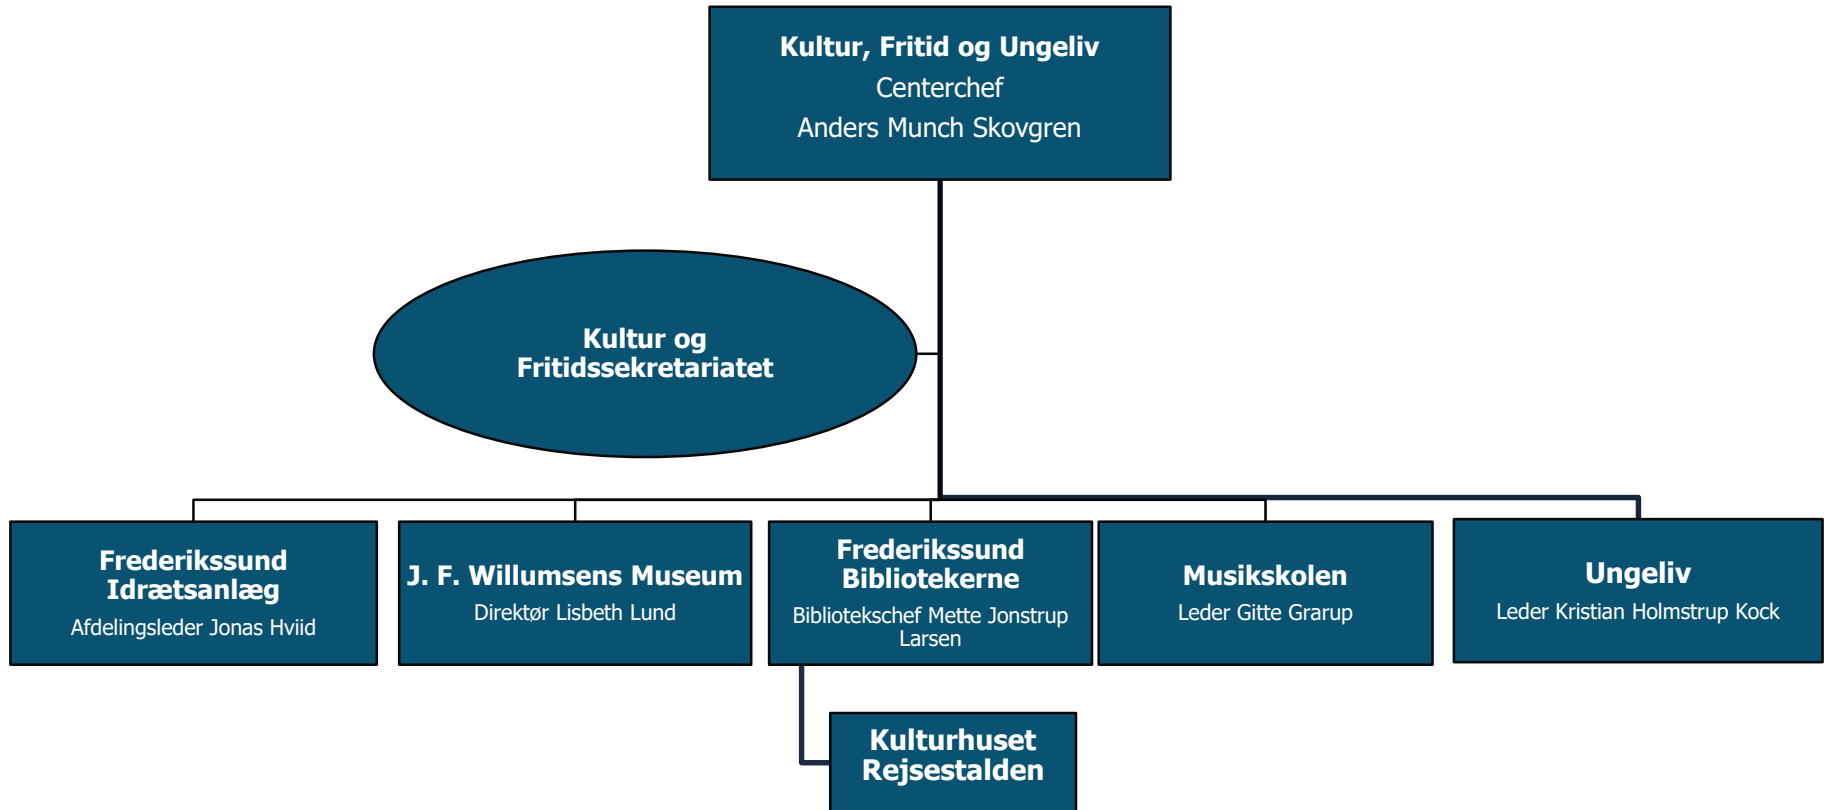 Kultur, Fritid og Ungeliv
Centerchef
Anders Munch Skovgren
Kultur og
Fritidssekretariatet
Frederikssund
Idrætsanlæg
Afdelingsleder Jonas Hviid
J. F. Willumsens Museum
Direktør Lisbeth Lund
Frederikssund
Bibliotekerne
Bibliotekschef Mette Jonstrup
Larsen
Musikskolen
Leder Gitte Grarup
Ungeliv
Leder Kristian Holmstrup Kock
Kulturhuset
Rejsestalden